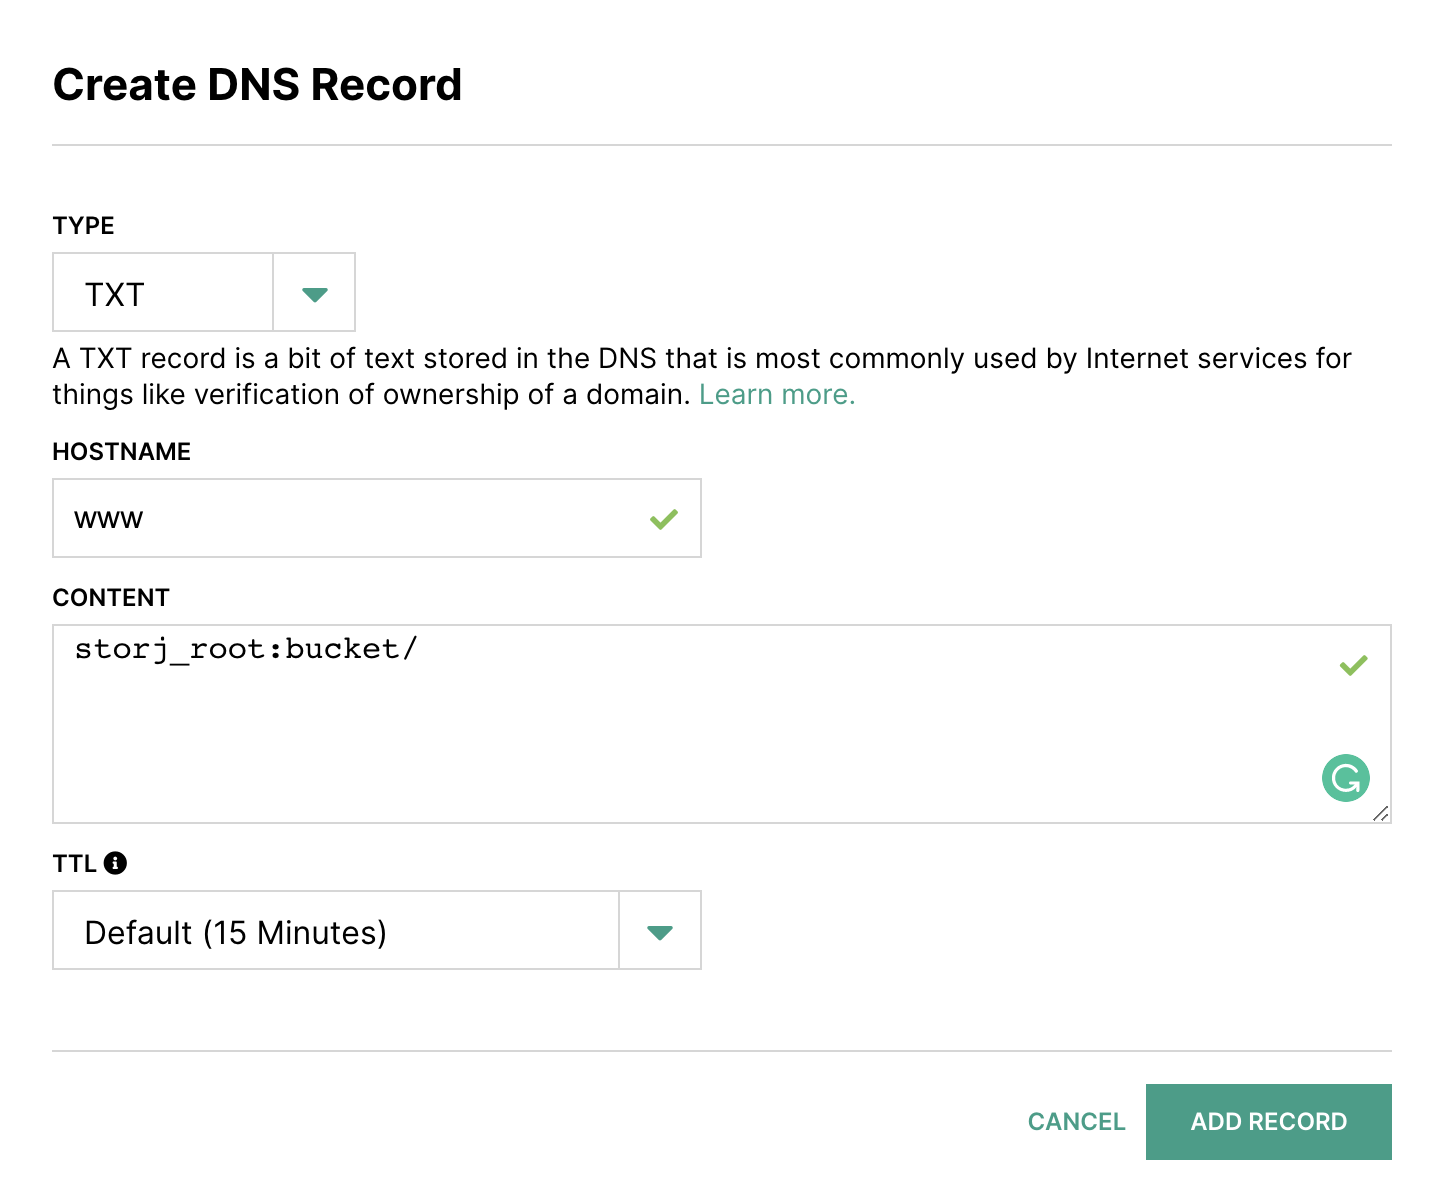 Create DNS Record
TYPE
TXT
A TXT record is a bit of text stored in the DNS that is most commonly used by Internet services for
things like verification of ownership of a domain. Learn more.
HOSTNAME
www
CONTENT
storj_root:bucket/
TTL
Default (15 Minutes)
CANCEL
ADD RECORD